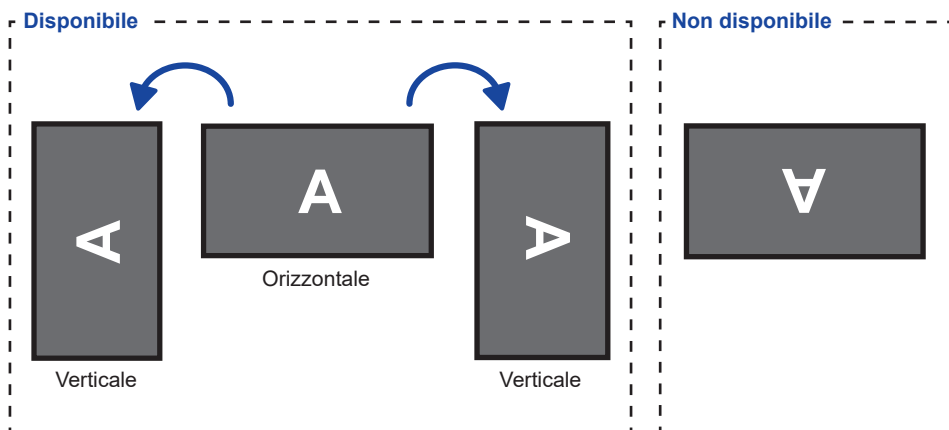 Disponibile
Non disponibile
A
A
A
A
Orizzontale
Verticale
Verticale